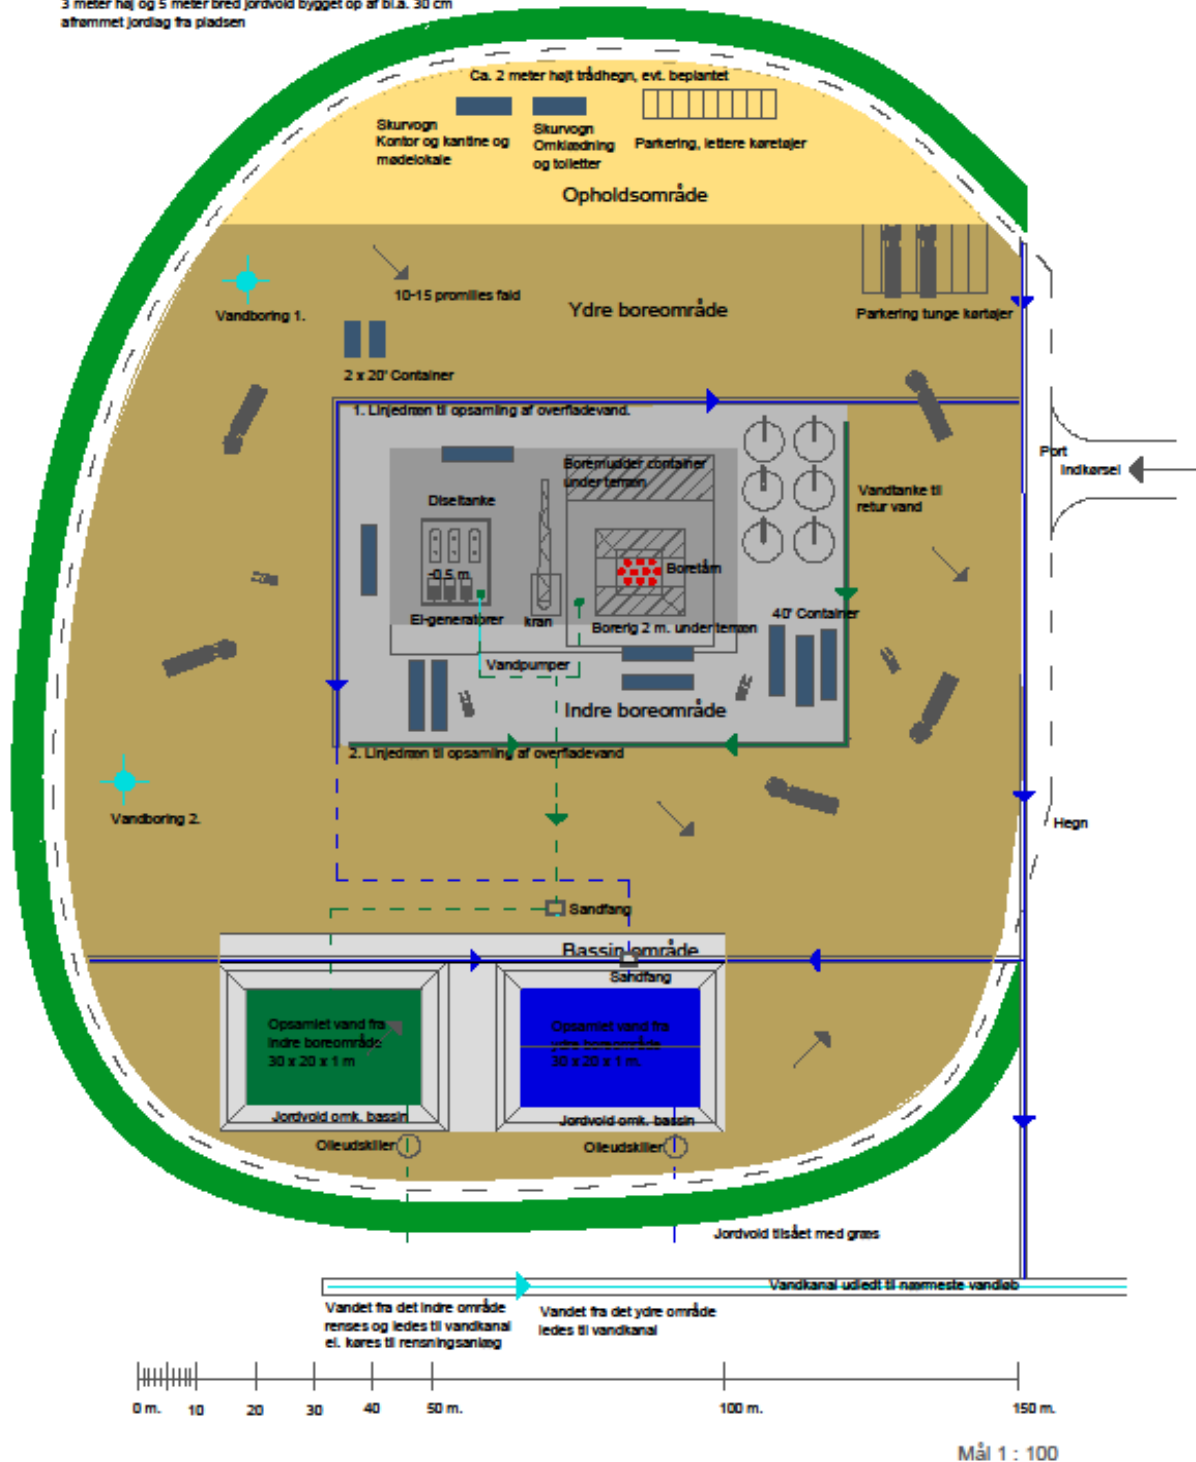 3 meter høj og 5 meter bred jordvold bygget op af bl.a. 30 cm
afrømmet jordlag fra pladsen
Ca. 2 meter højt trådhegn, evt. beplantet
Skurvogn
Kontor og kantine og
mødelokale
Skurvogn
Omklædning
og toiletter
Parkering, lettere køretøjer
Opholdsområde
10-15 promilles fald
Vandboring 1.
Ydre boreområde
Parkering tunge kørtøjer
2 x 20' Container
1. Linjedræn til opsamling af overfladevand.
Port
Indkørsel
Boremudder container
under terræn
Diseltanke
Vandtanke til
retur vand
-0,5 m.
Boretårn
El-generatorer
kran
Borerig 2 m. under terræn
40' Container
Vandpumper
Indre boreområde
2. Linjedræn til opsamling af overfladevand
Vandboring 2.
Hegn
Sandfang
Bassin område
Sandfang
Opsamlet vand fra
indre boreområde
30 x 20 x 1 m
Opsamlet vand fra
ydre boreområde
30 x 20 x 1 m.
Jordvold omk. bassin
Jordvold omk. bassin
Olieudskiller
Olieudskiller
Jordvold tilsået med græs
Vandkanal udledt til nærmeste vandløb
Vandet fra det indre område
renses og ledes til vandkanal
el. køres til rensningsanlæg
Vandet fra det ydre område
ledes til vandkanal
0 m. 10 20 30 40 50 m. 100 m. 150 m.
Mål 1 : 100